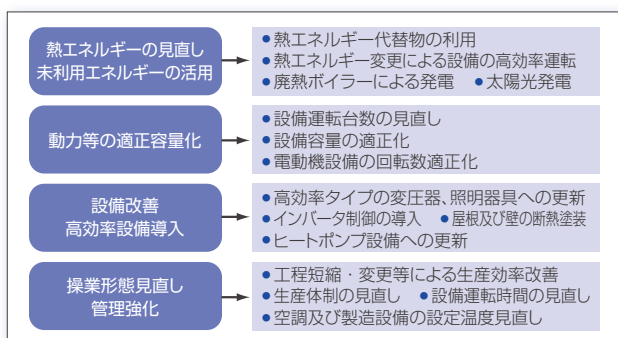 熱エネルギーの見直し
未利用エネルギーの活用
●熱エネルギー代替物の利用
●熱エネルギー変更による設備の高効率運転
●廃熱ボイラーによる発電 ●太陽光発電
動力等の適正容量化
●設備運転台数の見直し
●設備容量の適正化
●電動機設備の回転数適正化
設備改善
高効率設備導入
●高効率タイプの変圧器、照明器具への更新
●インバータ制御の導入 ●屋根及び壁の断熱塗装
●ヒートポンプ設備への更新
操業形態見直し
管理強化
●工程短縮・変更等による生産効率改善
●生産体制の見直し ●設備運転時間の見直し
●空調及び製造設備の設定温度見直し